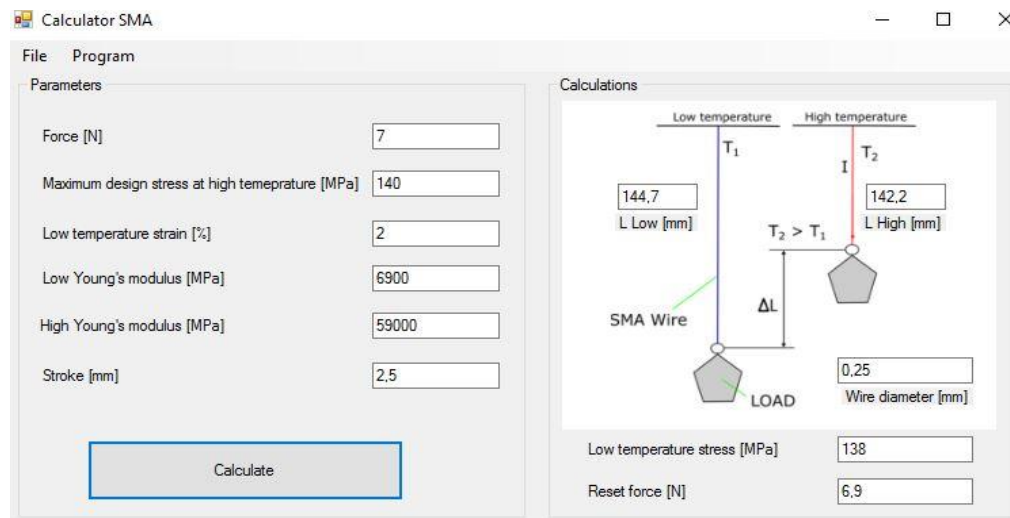 Calculator SMA
File Program
Parameters
Force [N] 7
Maximum design stress at high temeprature [MPa] 140
Low temperature strain [%] 2
Low Young's modulus [MPa] 6900
High Young's modulus [MPa] 59000
Stroke [mm] 2,5
Calculate
Calculations
Low temperature High temperature
T₁
T₂
I
144,7
L Low [mm]
142,2
L High [mm]
T₂ > T₁
ΔL
SMA Wire
LOAD
0,25
Wire diameter [mm]
Low temperature stress [MPa] 138
Reset force [N] 6,9